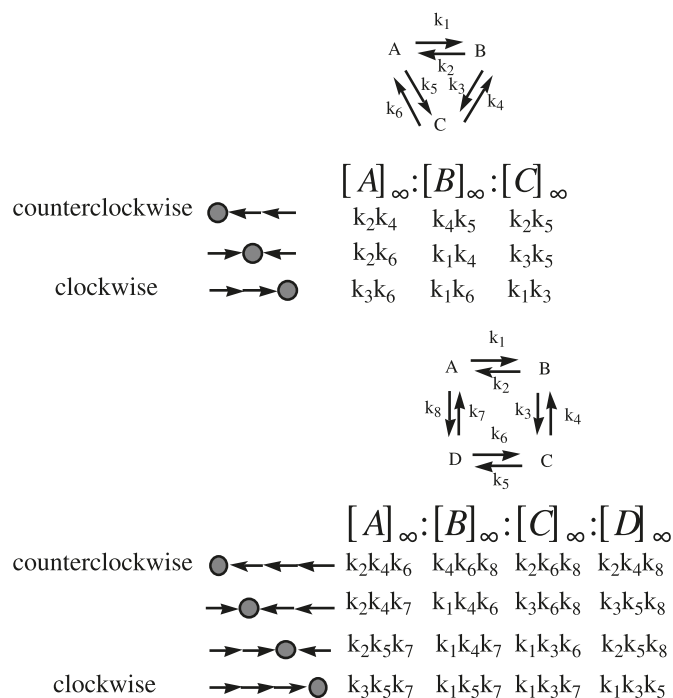 k1
A B
k2
k5 k3
k6 k4
C
[A]∞:[B]∞:[C]∞
counterclockwise k2k4 k4k5 k2k5
k2k6 k1k4 k3k5
clockwise k3k6 k1k6 k1k3
k1
A B
k2
k8 k7 k3 k4
k6
D C
k5
[A]∞:[B]∞:[C]∞:[D]∞
counterclockwise k2k4k6 k4k6k8 k2k6k8 k2k4k8
k2k4k7 k1k4k6 k3k6k8 k3k5k8
k2k5k7 k1k4k7 k1k3k6 k2k5k8
clockwise k3k5k7 k1k5k7 k1k3k7 k1k3k5